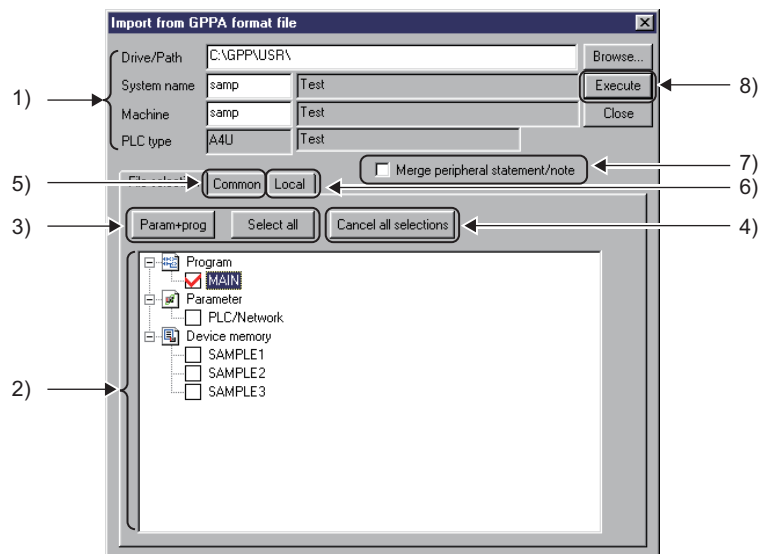 Import from GPPA format file
1)
Drive/Path C:\GPP\USR\ Browse...
System name samp Test Execute
8)
Machine samp Test Close
PLC type A4U Test
7)
Merge peripheral statement/note
5)
File selection Common Local
6)
3)
Param+prog Select all Cancel all selections
4)
2)
Program
MAIN
Parameter
PLC/Network
Device memory
SAMPLE1
SAMPLE2
SAMPLE3